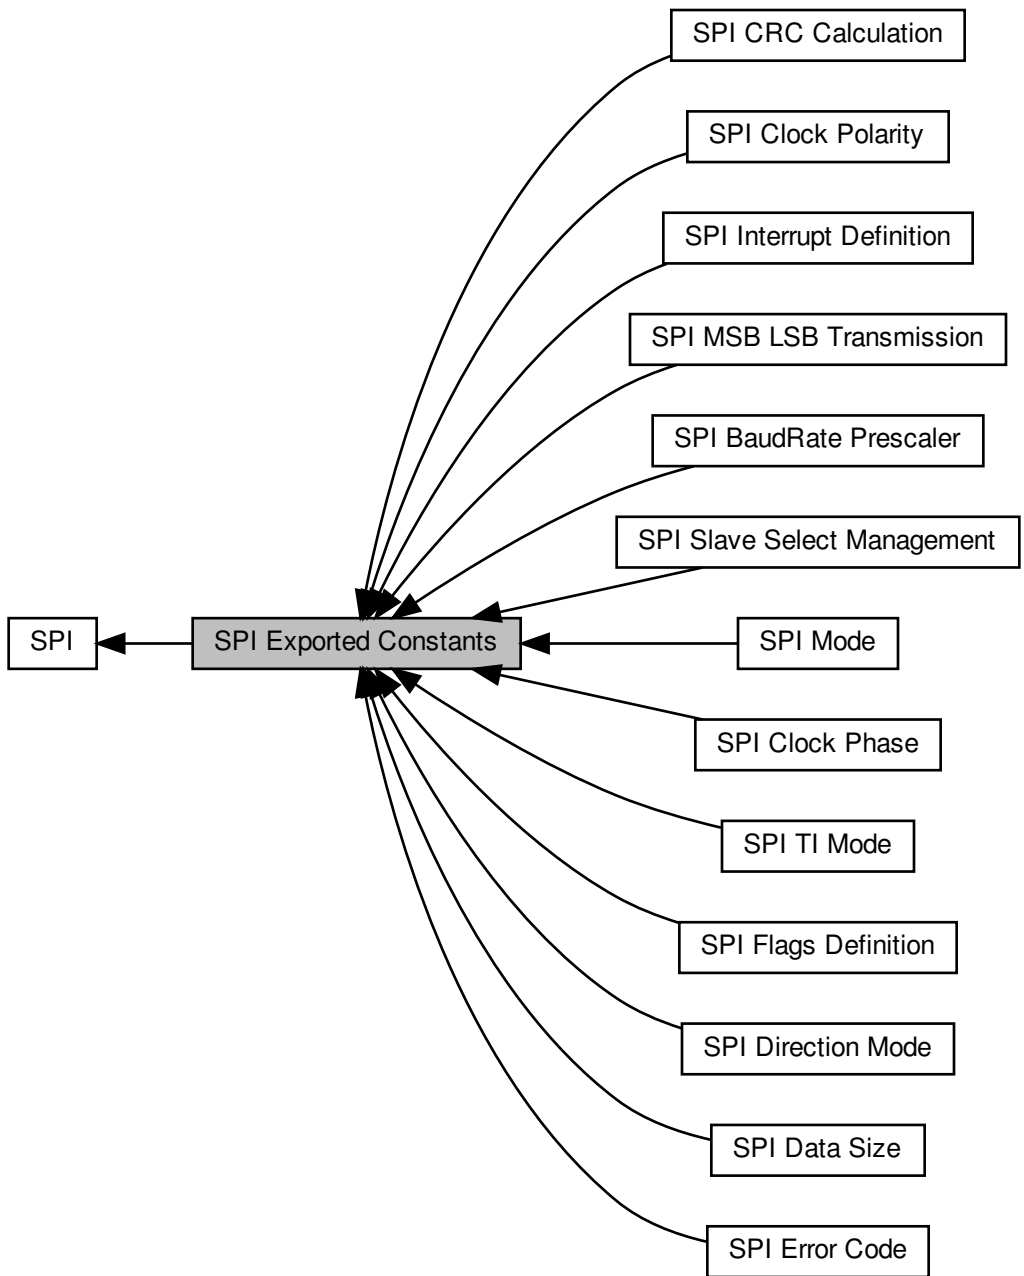 SPI CRC Calculation
SPI Clock Polarity
SPI Interrupt Definition
SPI MSB LSB Transmission
SPI BaudRate Prescaler
SPI Slave Select Management
SPI
SPI Exported Constants
SPI Mode
SPI Clock Phase
SPI TI Mode
SPI Flags Definition
SPI Direction Mode
SPI Data Size
SPI Error Code